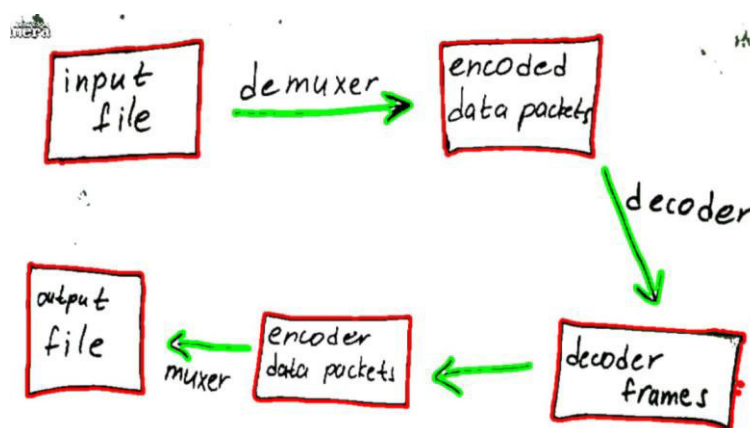 input
file
demuxer
encoded
data packets
decoder
decoder
frames
encoder
data packets
muxer
output
file